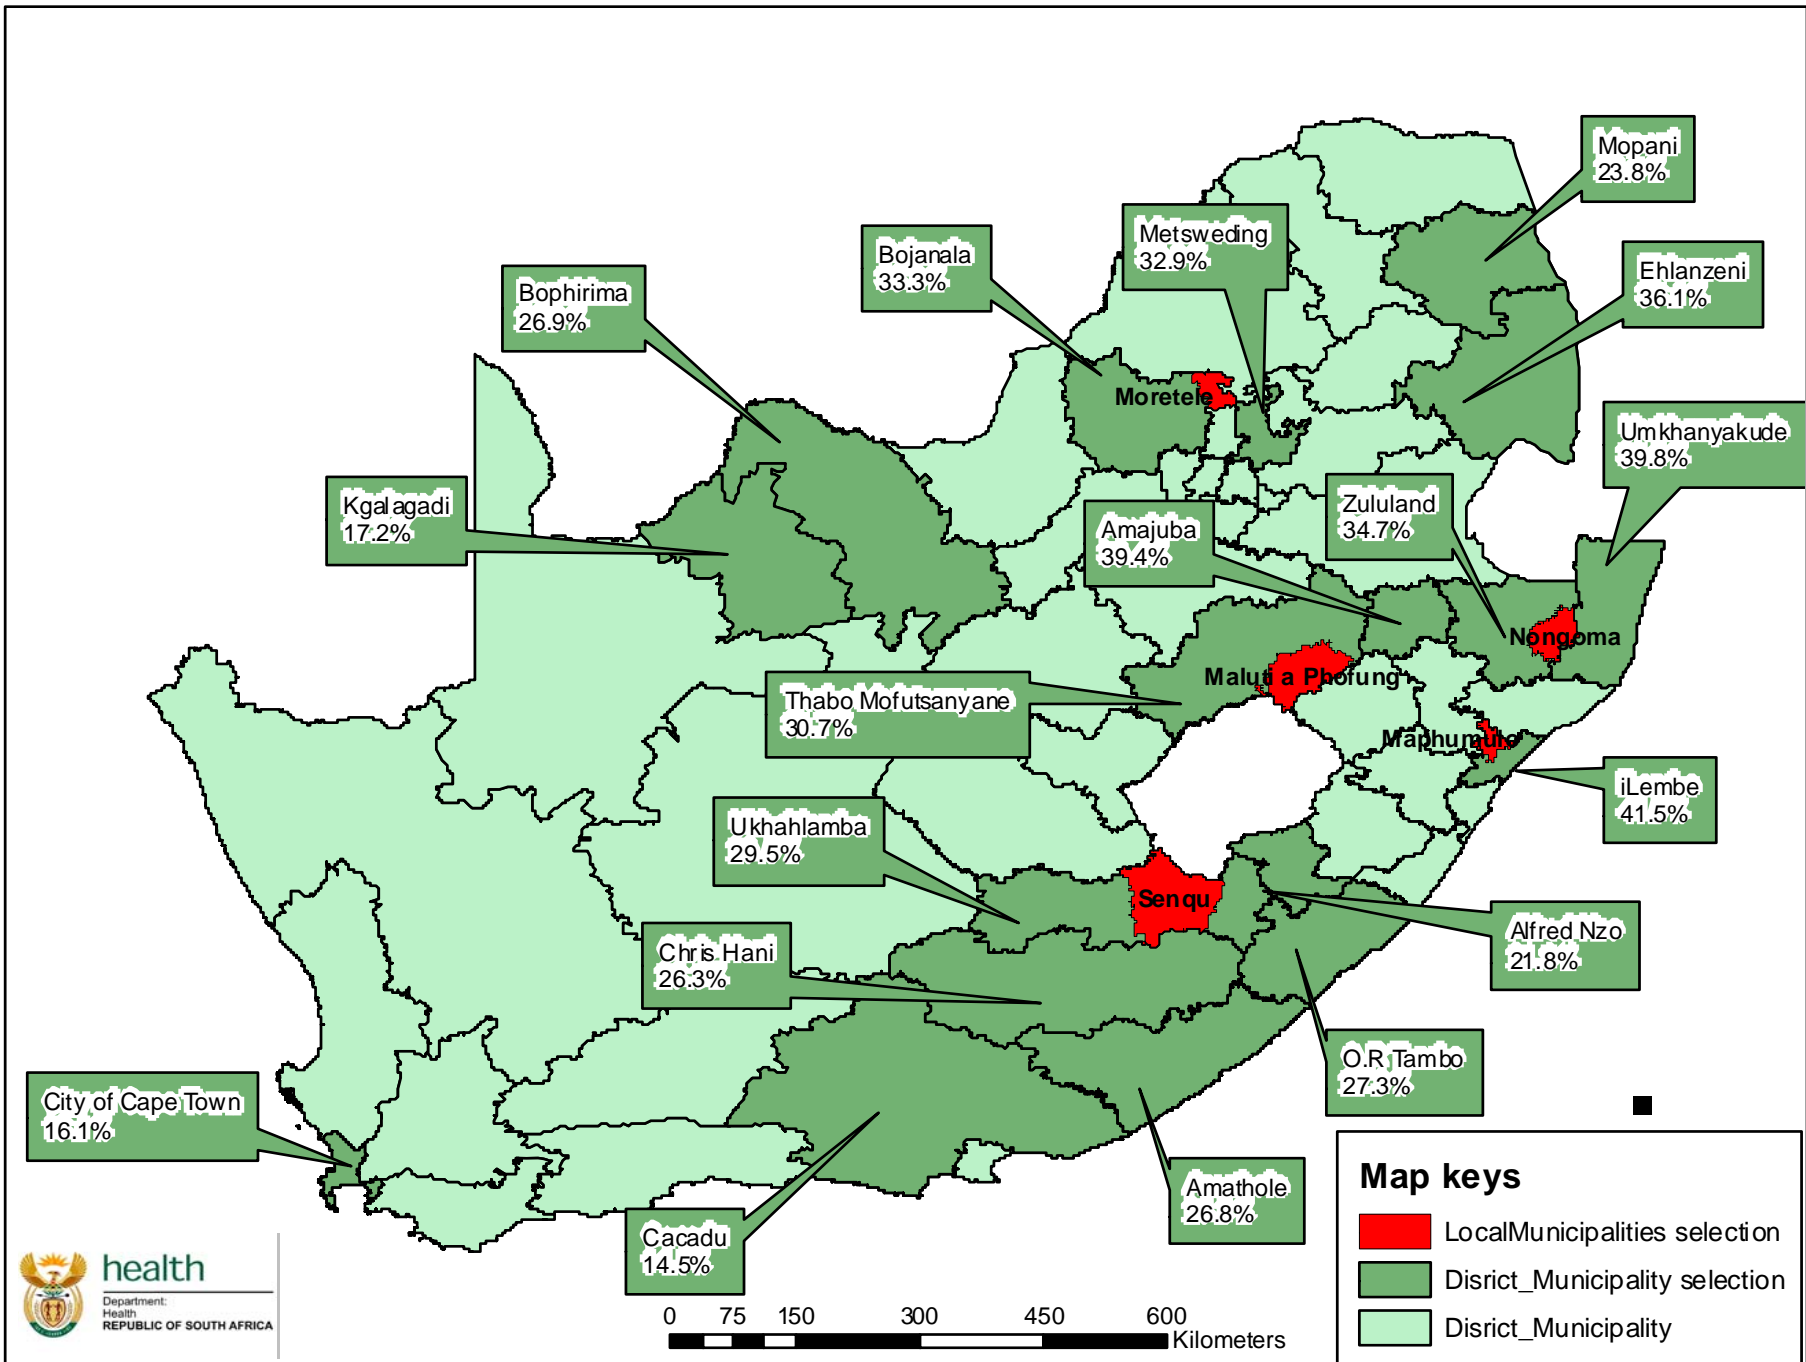 Mopani
23.8%
Metsweding
32.9%
Bojanala
33.3%
Ehlanzeni
36.1%
Bophirima
26.9%
Moretele
Umkhanyakude
39.8%
Kgalagadi
17.2%
Zululand
34.7%
Amajuba
39.4%
Nongoma
Maluti a Phofung
Thabo Mofutsanyane
30.7%
Maphumulo
iLembe
41.5%
Ukhahlamba
29.5%
Senqu
Alfred Nzo
21.8%
Chris Hani
26.3%
O.R Tambo
27.3%
City of Cape Town
16.1%
Amathole
26.8%
Cacadu
14.5%
Map keys
LocalMunicipalities selection
Disrict_Municipality selection
Disrict_Municipality
health
Department:
Health
REPUBLIC OF SOUTH AFRICA
0 75 150 300 450 600
Kilometers